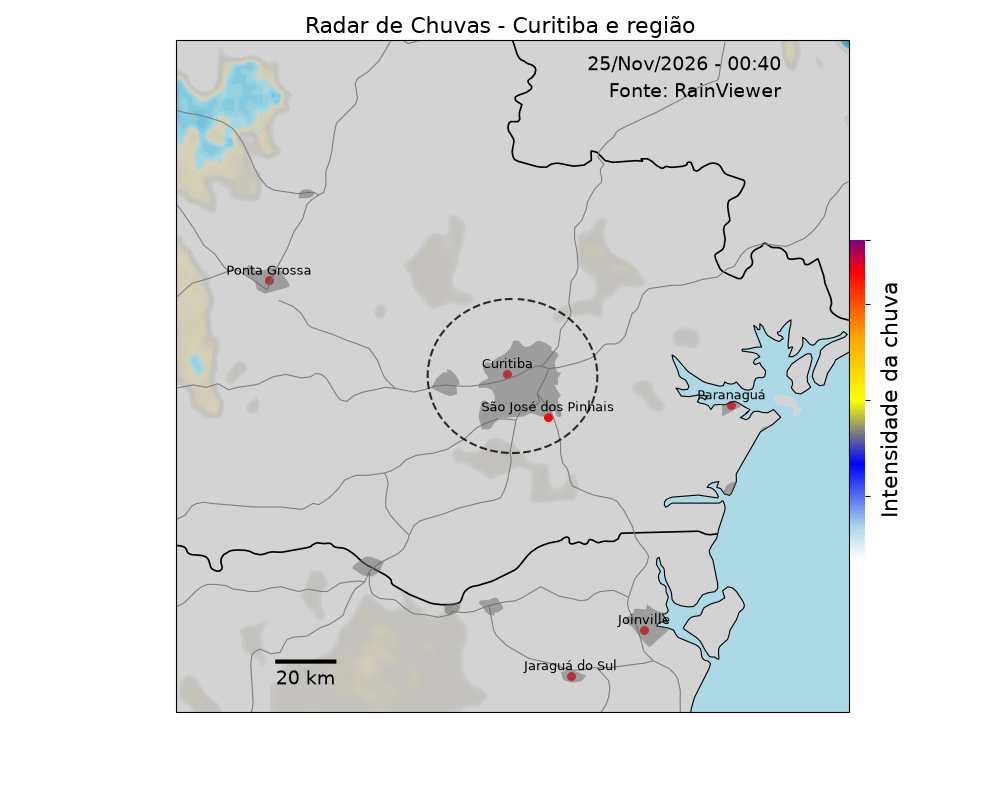 Radar de Chuvas - Curitiba e região
25/Nov/2026 - 00:40
Fonte: RainViewer
Ponta Grossa
Curitiba
Paranaguá
São José dos Pinhais
Intensidade da chuva
Joinville
Jaraguá do Sul
20 km